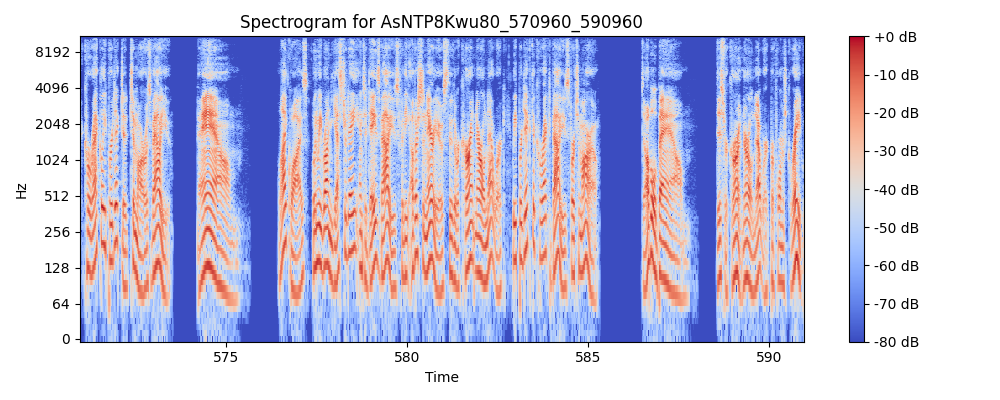 Spectrogram for AsNTP8Kwu80_570960_590960
8192
4096
2048
1024
512
256
128
64
0
Hz
575
580
585
590
Time
+0 dB
-10 dB
-20 dB
-30 dB
-40 dB
-50 dB
-60 dB
-70 dB
-80 dB